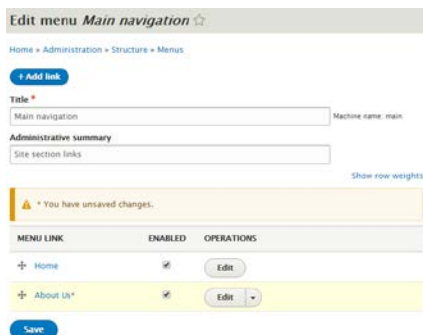 Edit menu Main navigation
Home » Administration » Structure » Menus
+ Add link
Title *
Main navigation Machine name: main
Administrative summary
Site section links
Show row weights
* You have unsaved changes.
MENU LINK ENABLED OPERATIONS
Home Edit
About Us* Edit
Save